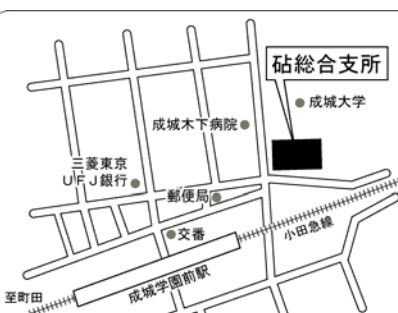 砧総合支所
成城大学
成城木下病院
三菱東京
UFJ銀行
郵便局
交番
小田急線
成城学園前駅
至町田